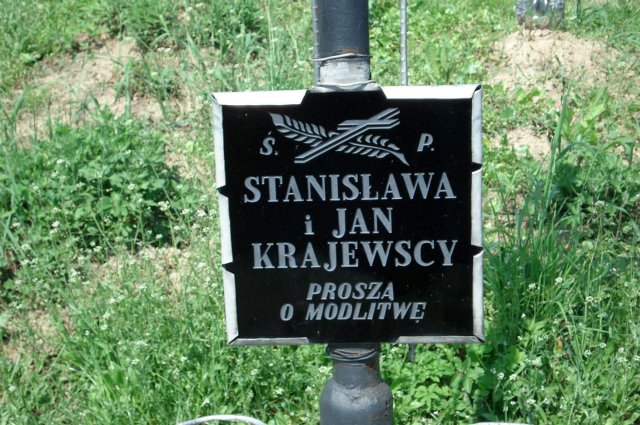 Ś. P.
STANISŁAWA
i JAN
KRAJEWSCY
PROSZĄ
O MODLITWĘ